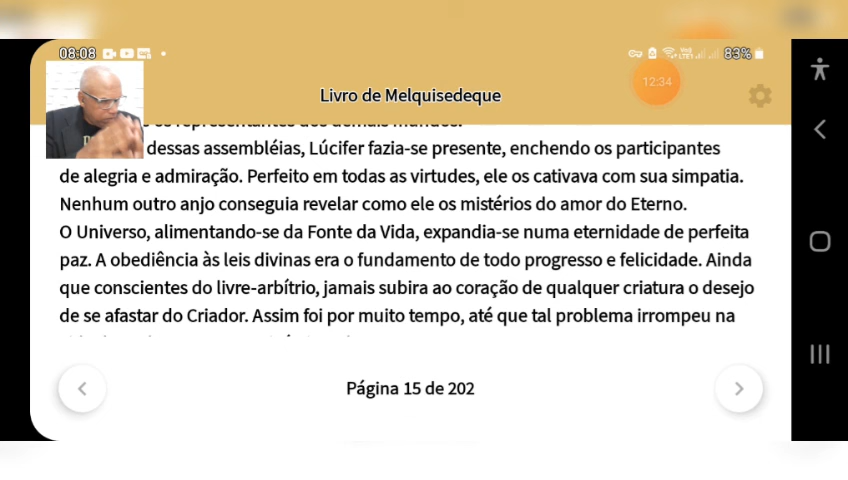 08:08
83%
12:34
Livro de Melquisedeque
os representantes dos demais mundos.
dessas assembléias, Lúcifer fazia-se presente, enchendo os participantes
de alegria e admiração. Perfeito em todas as virtudes, ele os cativava com sua simpatia.
Nenhum outro anjo conseguia revelar como ele os mistérios do amor do Eterno.
O Universo, alimentando-se da Fonte da Vida, expandia-se numa eternidade de perfeita
paz. A obediência às leis divinas era o fundamento de todo progresso e felicidade. Ainda
que conscientes do livre-arbítrio, jamais subira ao coração de qualquer criatura o desejo
de se afastar do Criador. Assim foi por muito tempo, até que tal problema irrompeu na
Página 15 de 202